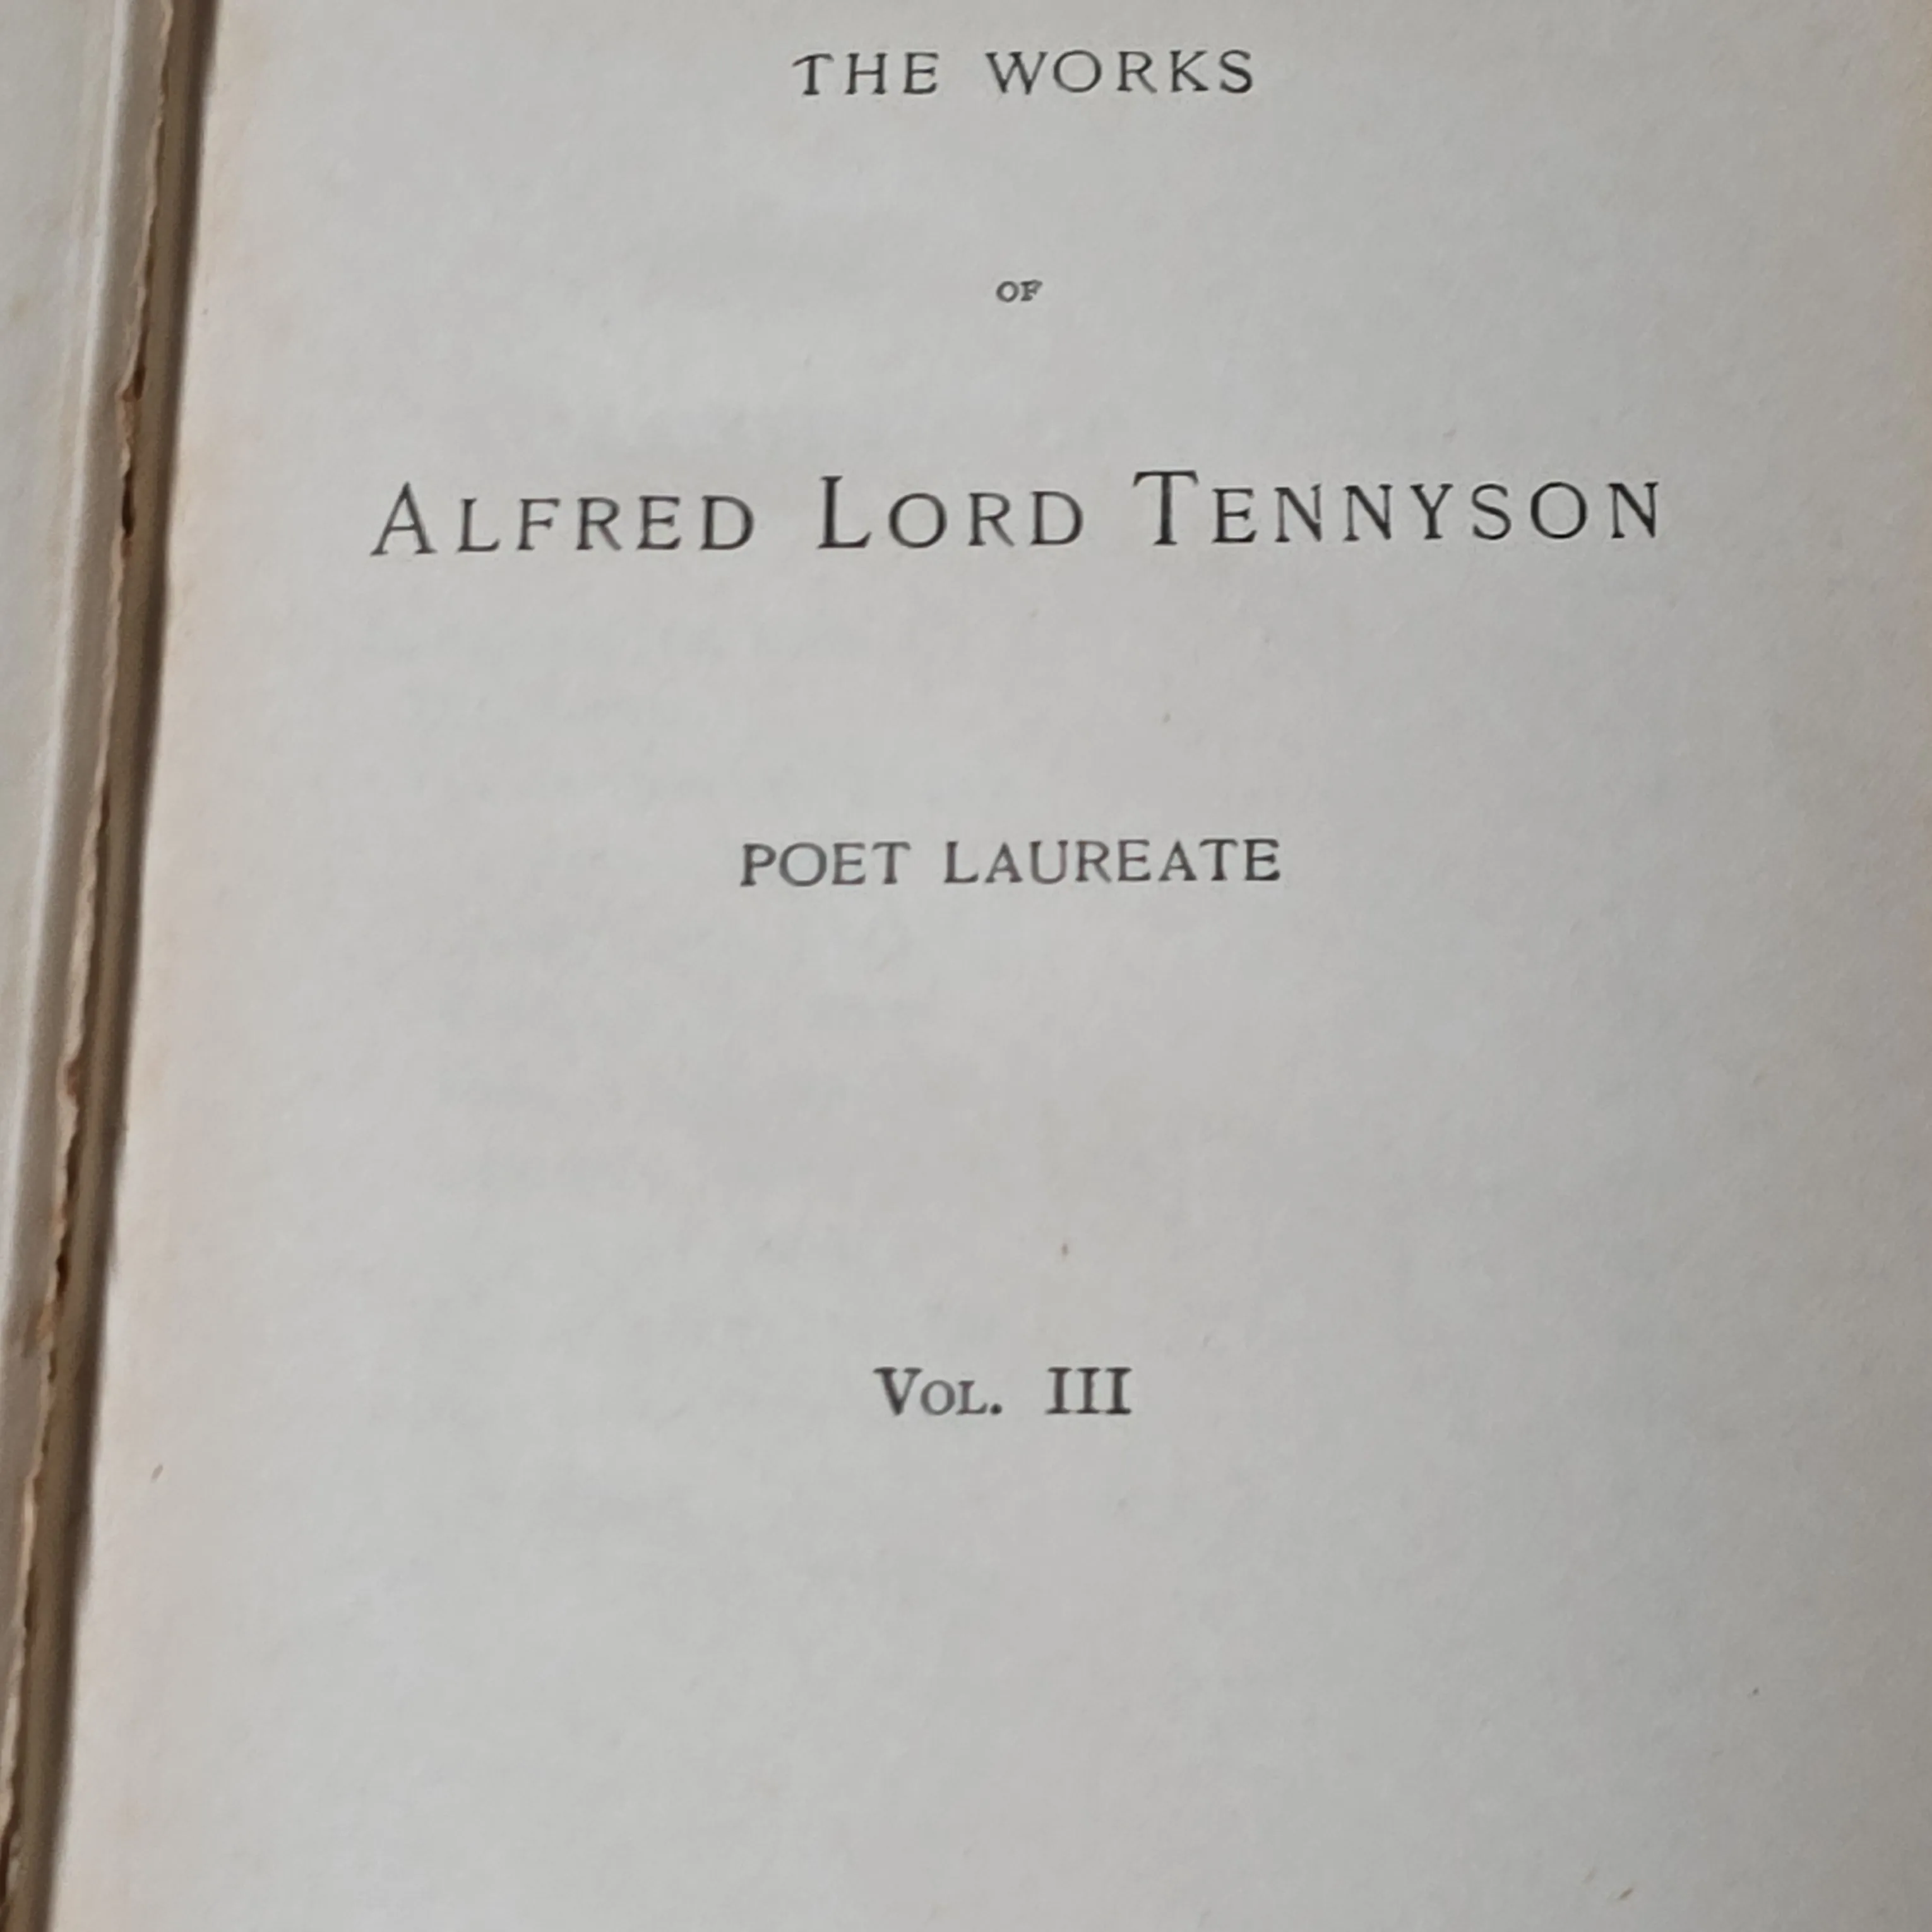 THE WORKS
OF
ALFRED LORD TENNYSON
POET LAUREATE
VOL. III